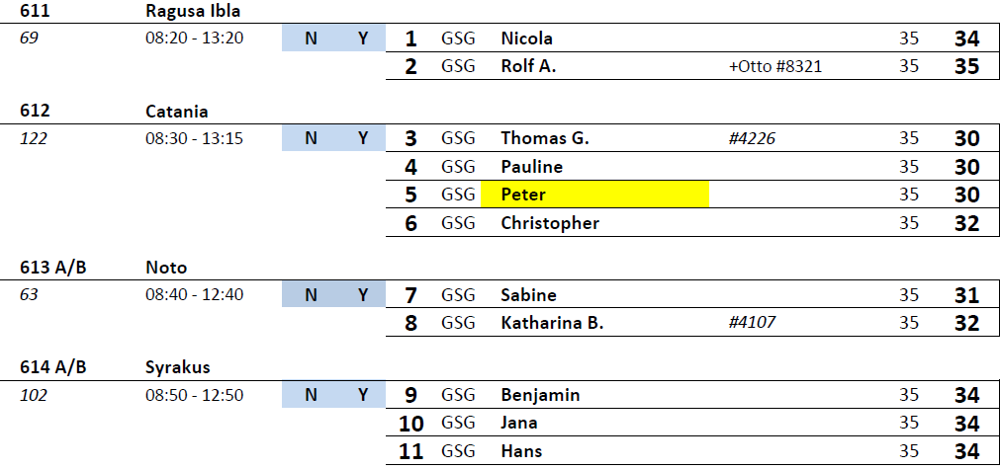 611 Ragusa Ibla
69 08:20 - 13:20 N Y 1 GSG Nicola 35 34
2 GSG Rolf A. +Otto #8321 35 35
612 Catania
122 08:30 - 13:15 N Y 3 GSG Thomas G. #4226 35 30
4 GSG Pauline 35 30
5 GSG Peter 35 30
6 GSG Christopher 35 32
613 A/B Noto
63 08:40 - 12:40 N Y 7 GSG Sabine 35 31
8 GSG Katharina B. #4107 35 32
614 A/B Syrakus
102 08:50 - 12:50 N Y 9 GSG Benjamin 35 34
10 GSG Jana 35 34
11 GSG Hans 35 34